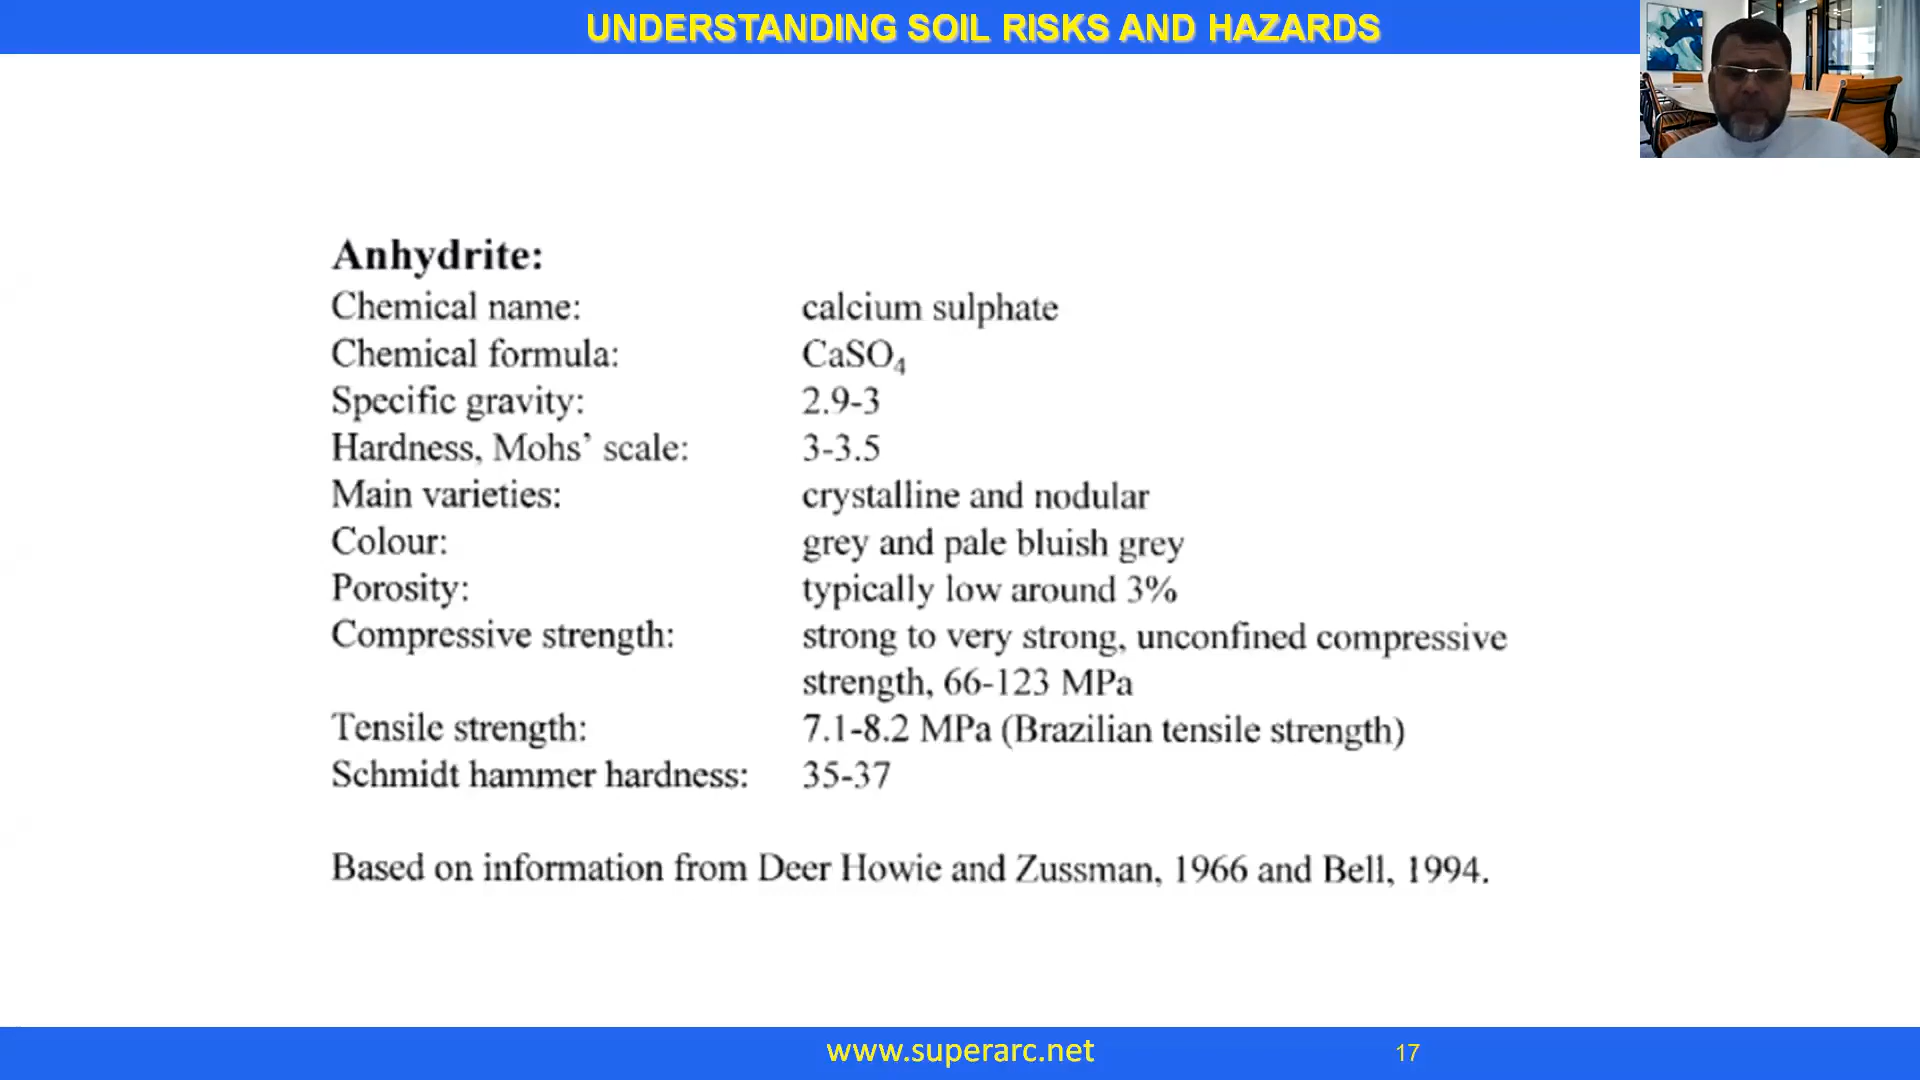 UNDERSTANDING SOIL RISKS AND HAZARDS
Anhydrite:
Chemical name: calcium sulphate
Chemical formula: CaSO₄
Specific gravity: 2.9-3
Hardness, Mohs’ scale: 3-3.5
Main varieties: crystalline and nodular
Colour: grey and pale bluish grey
Porosity: typically low around 3%
Compressive strength: strong to very strong, unconfined compressive
strength, 66-123 MPa
Tensile strength: 7.1-8.2 MPa (Brazilian tensile strength)
Schmidt hammer hardness: 35-37
Based on information from Deer Howie and Zussman, 1966 and Bell, 1994.
www.superarc.net
17